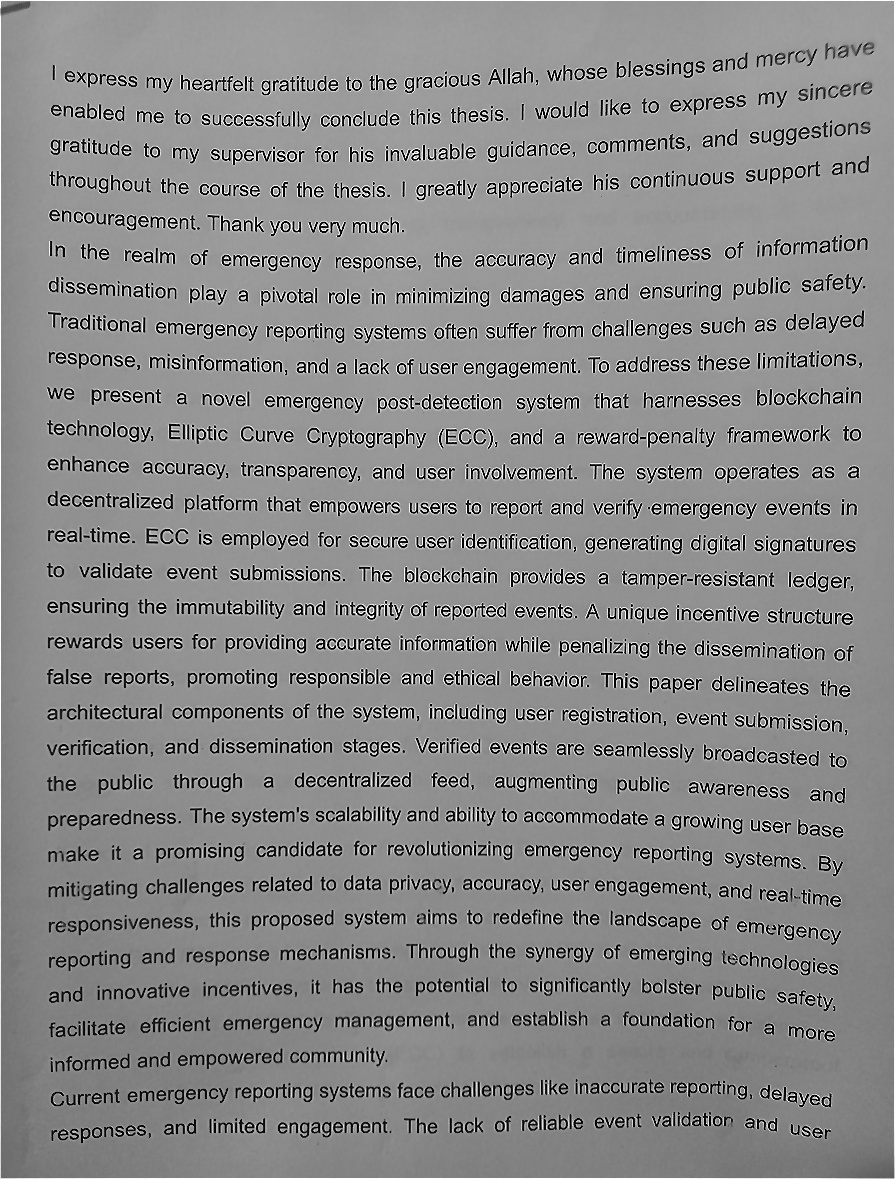 I express my heartfelt gratitude to the gracious Allah, whose blessings and mercy have
enabled me to successfully conclude this thesis. I would like to express my sincere
gratitude to my supervisor for his invaluable guidance, comments, and suggestions
throughout the course of the thesis. I greatly appreciate his continuous support and
encouragement. Thank you very much.
In the realm of emergency response, the accuracy and timeliness of information
dissemination play a pivotal role in minimizing damages and ensuring public safety.
Traditional emergency reporting systems often suffer from challenges such as delayed
response, misinformation, and a lack of user engagement. To address these limitations,
we present a novel emergency post-detection system that harnesses blockchain
technology, Elliptic Curve Cryptography (ECC), and a reward-penalty framework to
enhance accuracy, transparency, and user involvement. The system operates as a
decentralized platform that empowers users to report and verify emergency events in
real-time. ECC is employed for secure user identification, generating digital signatures
to validate event submissions. The blockchain provides a tamper-resistant ledger,
ensuring the immutability and integrity of reported events. A unique incentive structure
rewards users for providing accurate information while penalizing the dissemination of
false reports, promoting responsible and ethical behavior. This paper delineates the
architectural components of the system, including user registration, event submission,
verification, and dissemination stages. Verified events are seamlessly broadcasted to
the public through a decentralized feed, augmenting public awareness and
preparedness. The system's scalability and ability to accommodate a growing user base
make it a promising candidate for revolutionizing emergency reporting systems. By
mitigating challenges related to data privacy, accuracy, user engagement, and real-time
responsiveness, this proposed system aims to redefine the landscape of emergency
reporting and response mechanisms. Through the synergy of emerging technologies
and innovative incentives, it has the potential to significantly bolster public safety,
facilitate efficient emergency management, and establish a foundation for a more
informed and empowered community.
Current emergency reporting systems face challenges like inaccurate reporting, delayed
responses, and limited engagement. The lack of reliable event validation and user